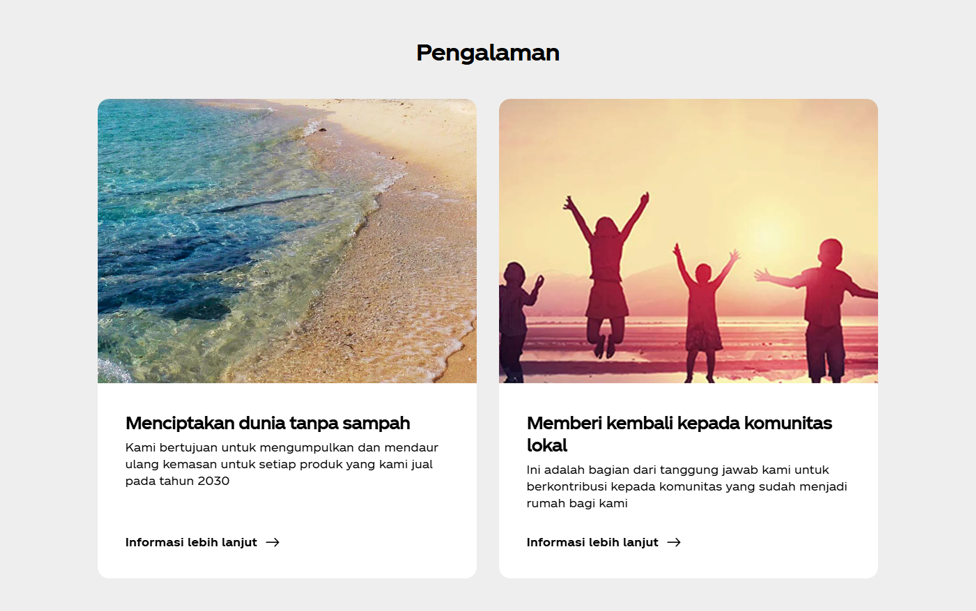 Pengalaman
Menciptakan dunia tanpa sampah
Kami bertujuan untuk mengumpulkan dan mendaur
ulang kemasan untuk setiap produk yang kami jual
pada tahun 2030
Informasi lebih lanjut
Memberi kembali kepada komunitas
lokal
Ini adalah bagian dari tanggung jawab kami untuk
berkontribusi kepada komunitas yang sudah menjadi
rumah bagi kami
Informasi lebih lanjut